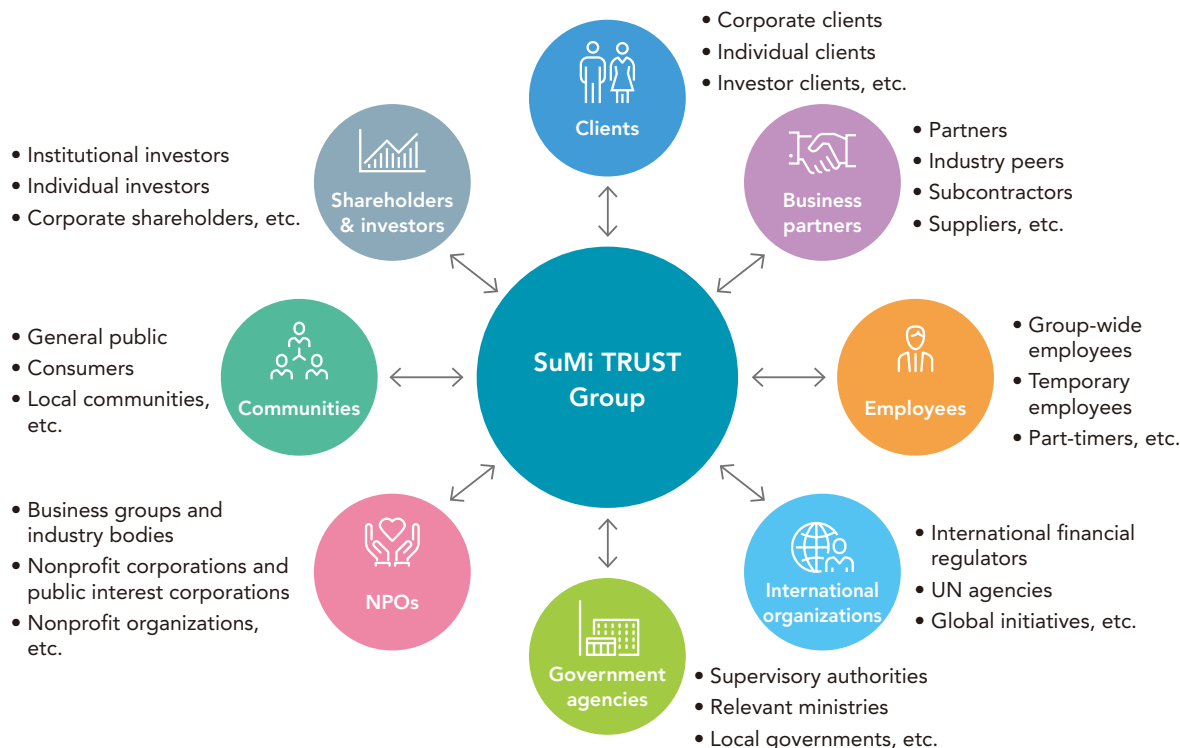 • Corporate clients
• Individual clients
• Investor clients, etc.
Clients
• Partners
• Industry peers
• Subcontractors
• Suppliers, etc.
Business
partners
• Institutional investors
• Individual investors
• Corporate shareholders, etc.
Shareholders
& investors
SuMi TRUST
Group
• General public
• Consumers
• Local communities,
etc.
Communities
Employees
• Group-wide
employees
• Temporary
employees
• Part-timers, etc.
• Business groups and
industry bodies
• Nonprofit corporations and
public interest corporations
• Nonprofit organizations,
etc.
NPOs
International
organizations
• International financial
regulators
• UN agencies
• Global initiatives, etc.
Government
agencies
• Supervisory authorities
• Relevant ministries
• Local governments, etc.